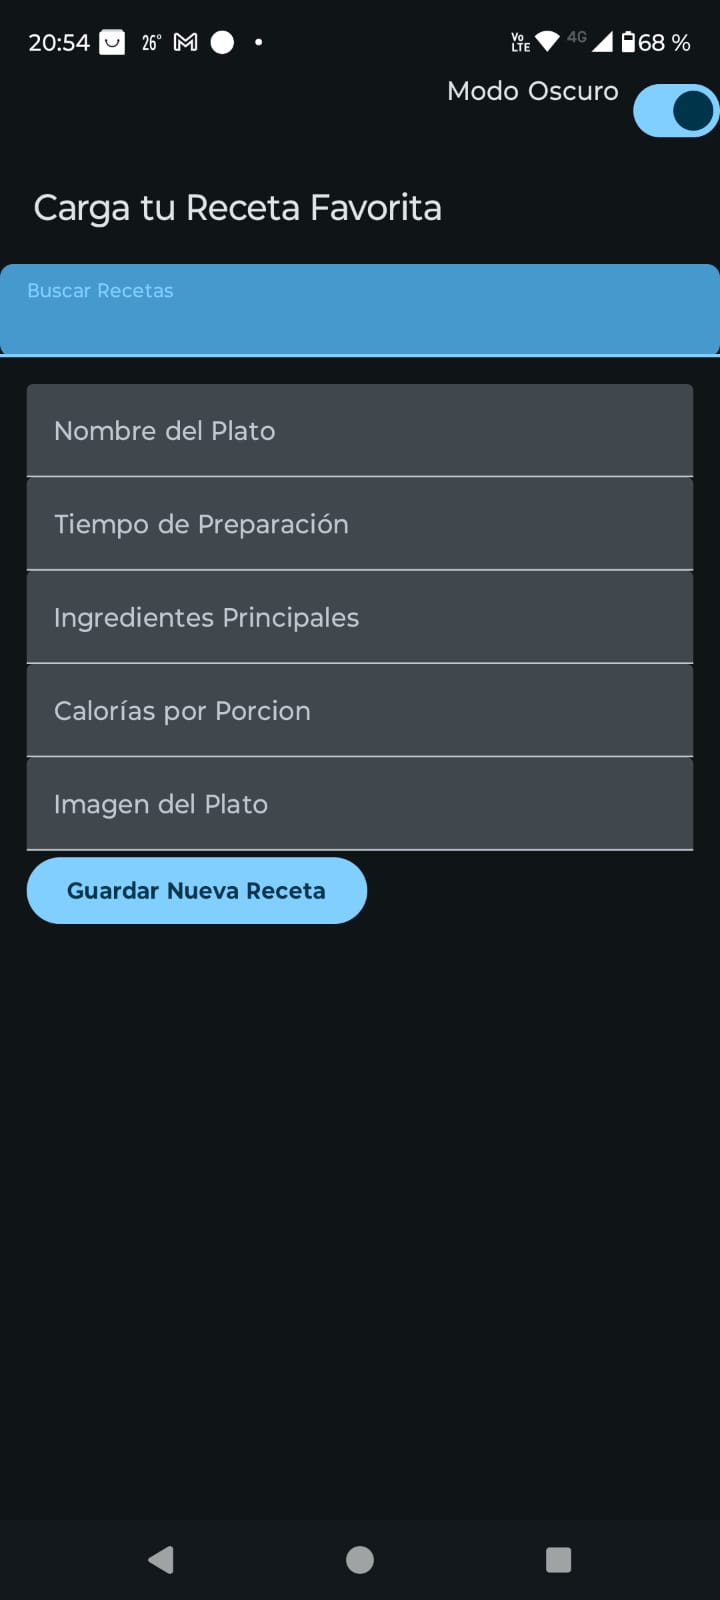 20:54 26° Vo LTE 4G 68 %
Modo Oscuro
Carga tu Receta Favorita
Buscar Recetas
Nombre del Plato
Tiempo de Preparación
Ingredientes Principales
Calorías por Porcion
Imagen del Plato
Guardar Nueva Receta